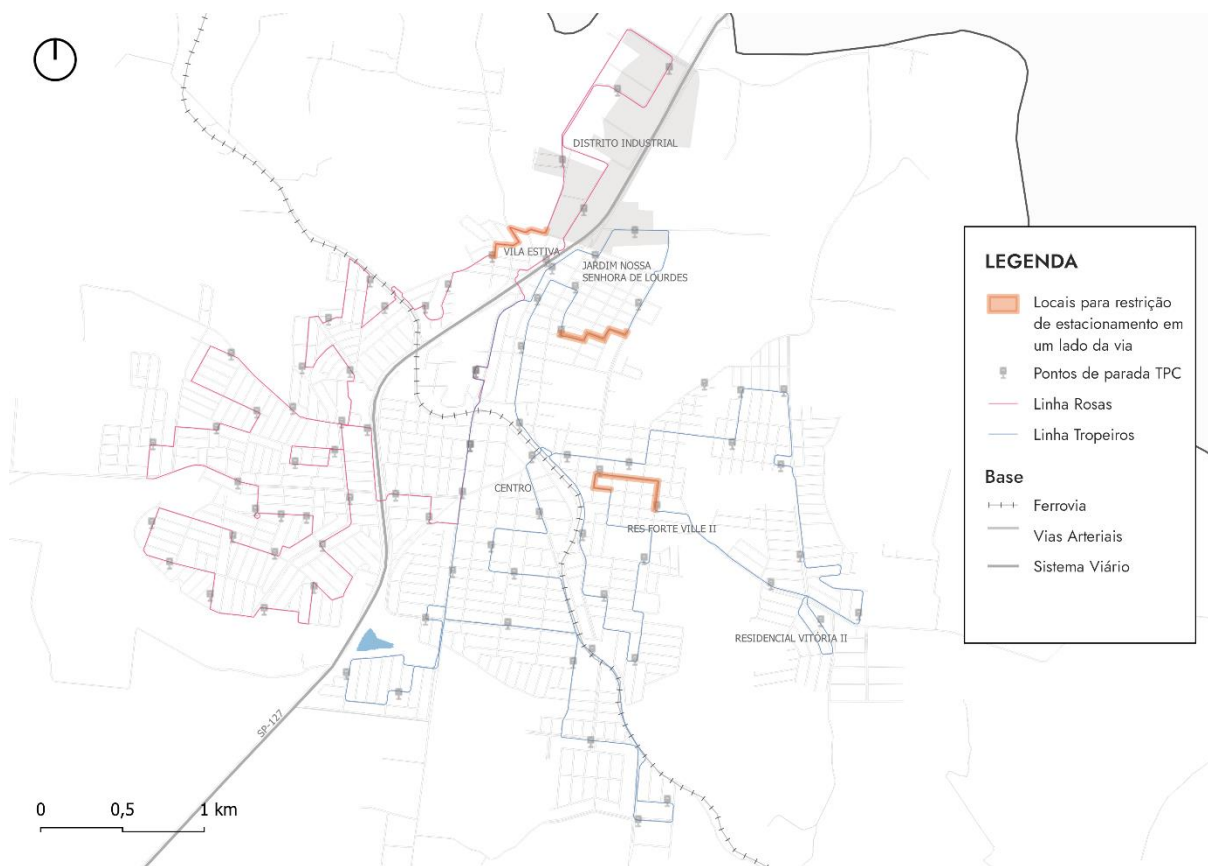 DISTRITO INDUSTRIAL
VILA ESTIVA
JARDIM NOSSA
SENHORA DE LOURDES
CENTRO
RES FORTE VILLE II
RESIDENCIAL VITÓRIA II
SP-127
0 0,5 1 km
LEGENDA
Locais para restrição
de estacionamento em
um lado da via
Pontos de parada TPC
Linha Rosas
Linha Tropeiros
Base
Ferrovia
Vias Arteriais
Sistema Viário